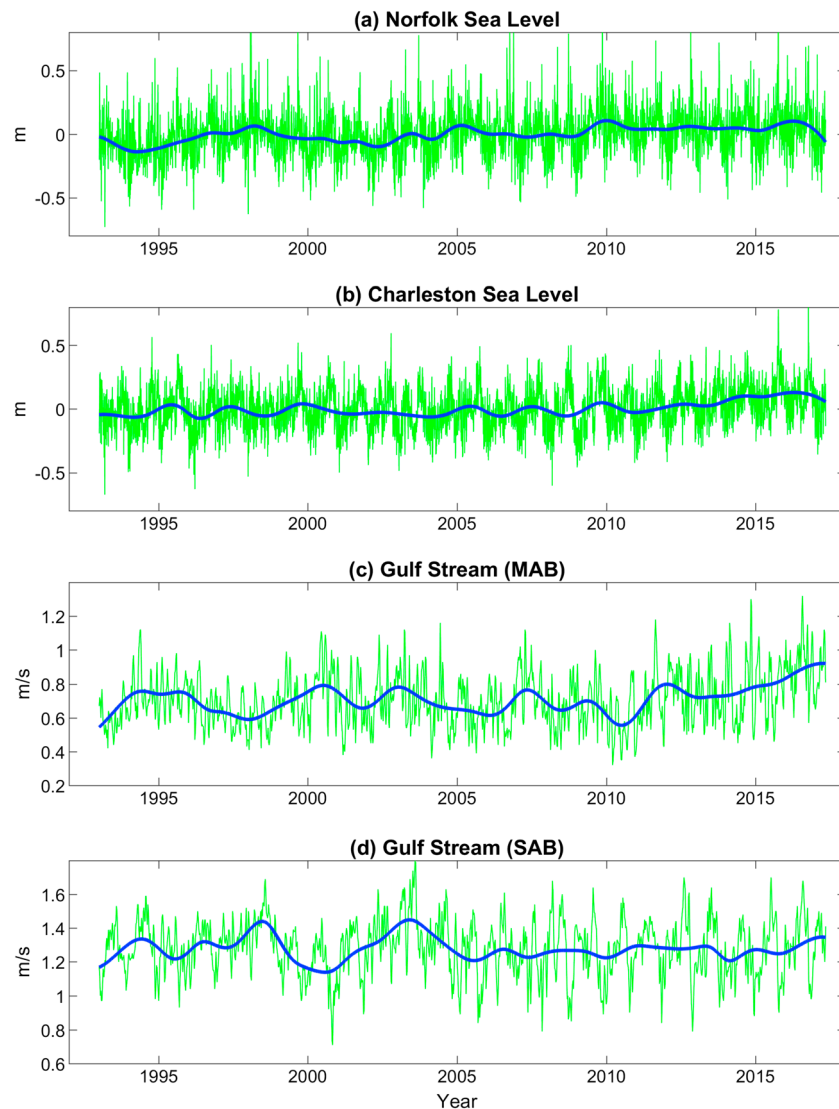 (a) Norfolk Sea Level
0.5
0
-0.5
m
1995 2000 2005 2010 2015
(b) Charleston Sea Level
0.5
0
-0.5
m
1995 2000 2005 2010 2015
(c) Gulf Stream (MAB)
1.2
1
0.8
0.6
0.4
0.2
m/s
1995 2000 2005 2010 2015
(d) Gulf Stream (SAB)
1.6
1.4
1.2
1
0.8
0.6
m/s
1995 2000 2005 2010 2015
Year